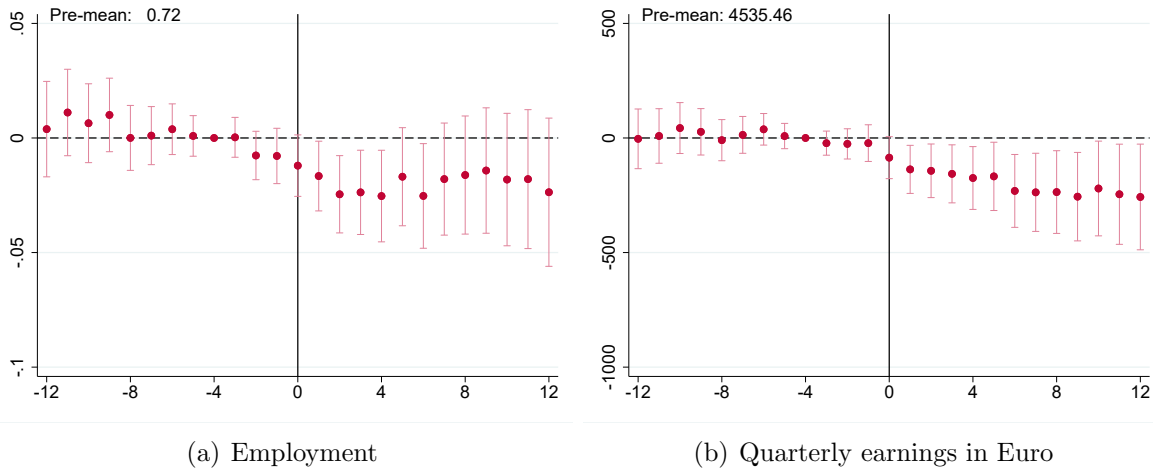 Pre-mean: 0.72
.05
0
-.05
-.1
-12 -8 -4 0 4 8 12
(a) Employment
Pre-mean: 4535.46
500
0
-500
-1000
-12 -8 -4 0 4 8 12
(b) Quarterly earnings in Euro